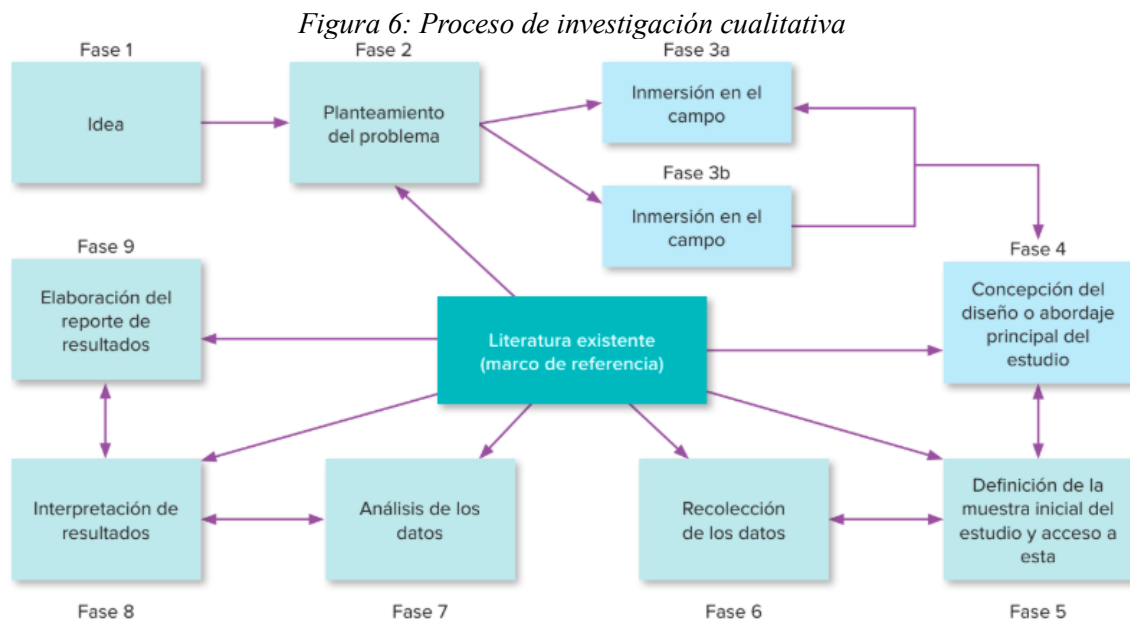 Figura 6: Proceso de investigación cualitativa
Fase 1
Idea
Fase 2
Planteamiento
del problema
Fase 3a
Inmersión en el
campo
Fase 3b
Inmersión en el
campo
Fase 4
Concepción del
diseño o abordaje
principal del
estudio
Fase 9
Elaboración del
reporte de
resultados
Literatura existente
(marco de referencia)
Interpretación de
resultados
Fase 8
Análisis de los
datos
Fase 7
Recolección
de los datos
Fase 6
Definición de la
muestra inicial del
estudio y acceso a
esta
Fase 5